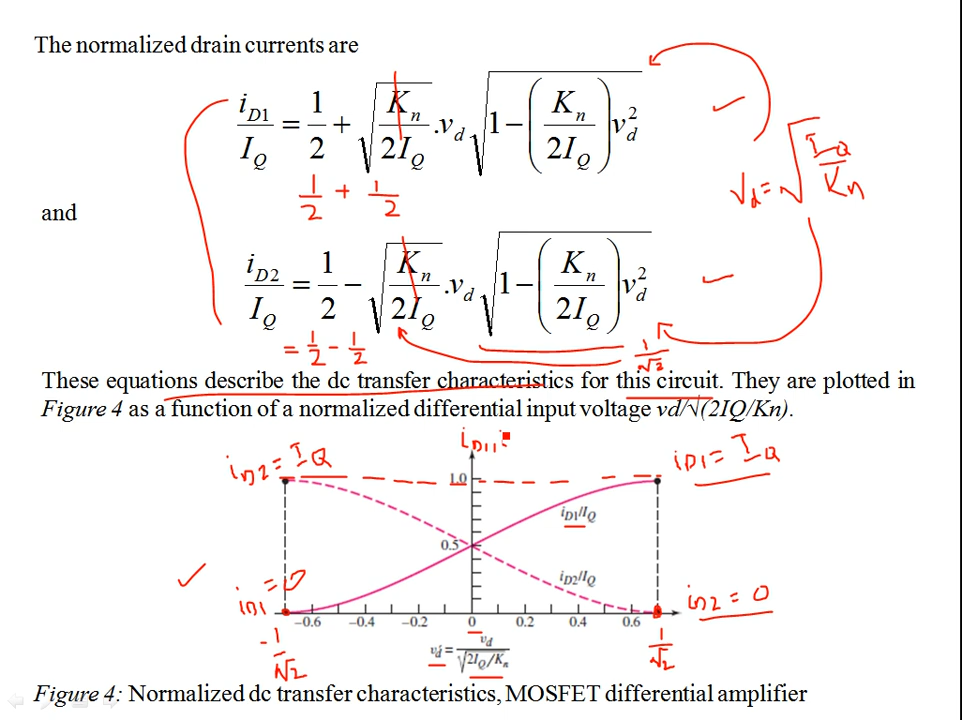 The normalized drain currents are
i_D1/I_Q = 1/2 + √(K_n/2I_Q) .v_d √(1−(K_n/2I_Q)v_d^2)
1/2 + 1/2
v_d = √(I_Q/K_n)
and
i_D2/I_Q = 1/2 − √(K_n/2I_Q) .v_d √(1−(K_n/2I_Q)v_d^2)
= 1/2 - 1/2
1/√2
These equations describe the dc transfer characteristics for this circuit. They are plotted in
Figure 4 as a function of a normalized differential input voltage vd/√(2IQ/Kn).
i_D1,i
i_D2 = I_Q
i_D1 = I_Q
1.0
i_D1/I_Q
0.5
i_D2/I_Q
i_D1 = 0
i_D2 = 0
−0.6 −0.4 −0.2 0 0.2 0.4 0.6
-1/√2
1/√2
v_d' = v_d/√(2I_Q/K_n)
Figure 4: Normalized dc transfer characteristics, MOSFET differential amplifier